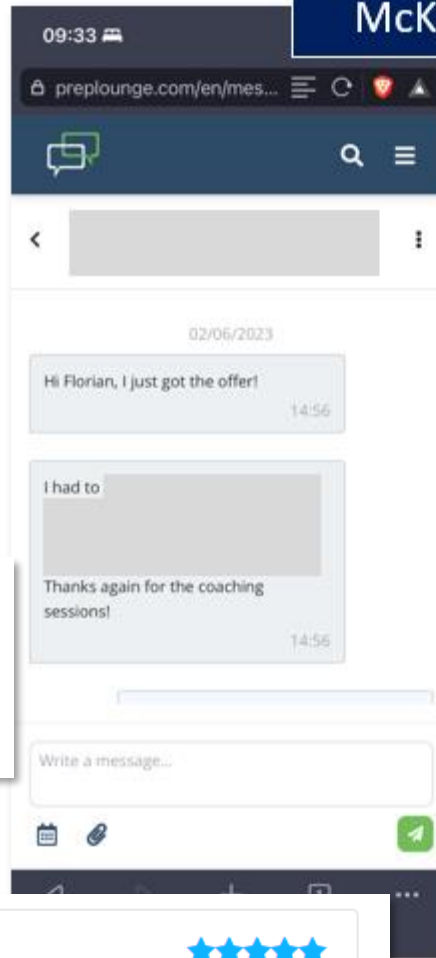 McK
09:33
preplounge.com/en/mes...
02/06/2023
Hi Florian, I just got the offer!
14:56
I had to
Thanks again for the coaching
sessions!
14:56
Write a message...